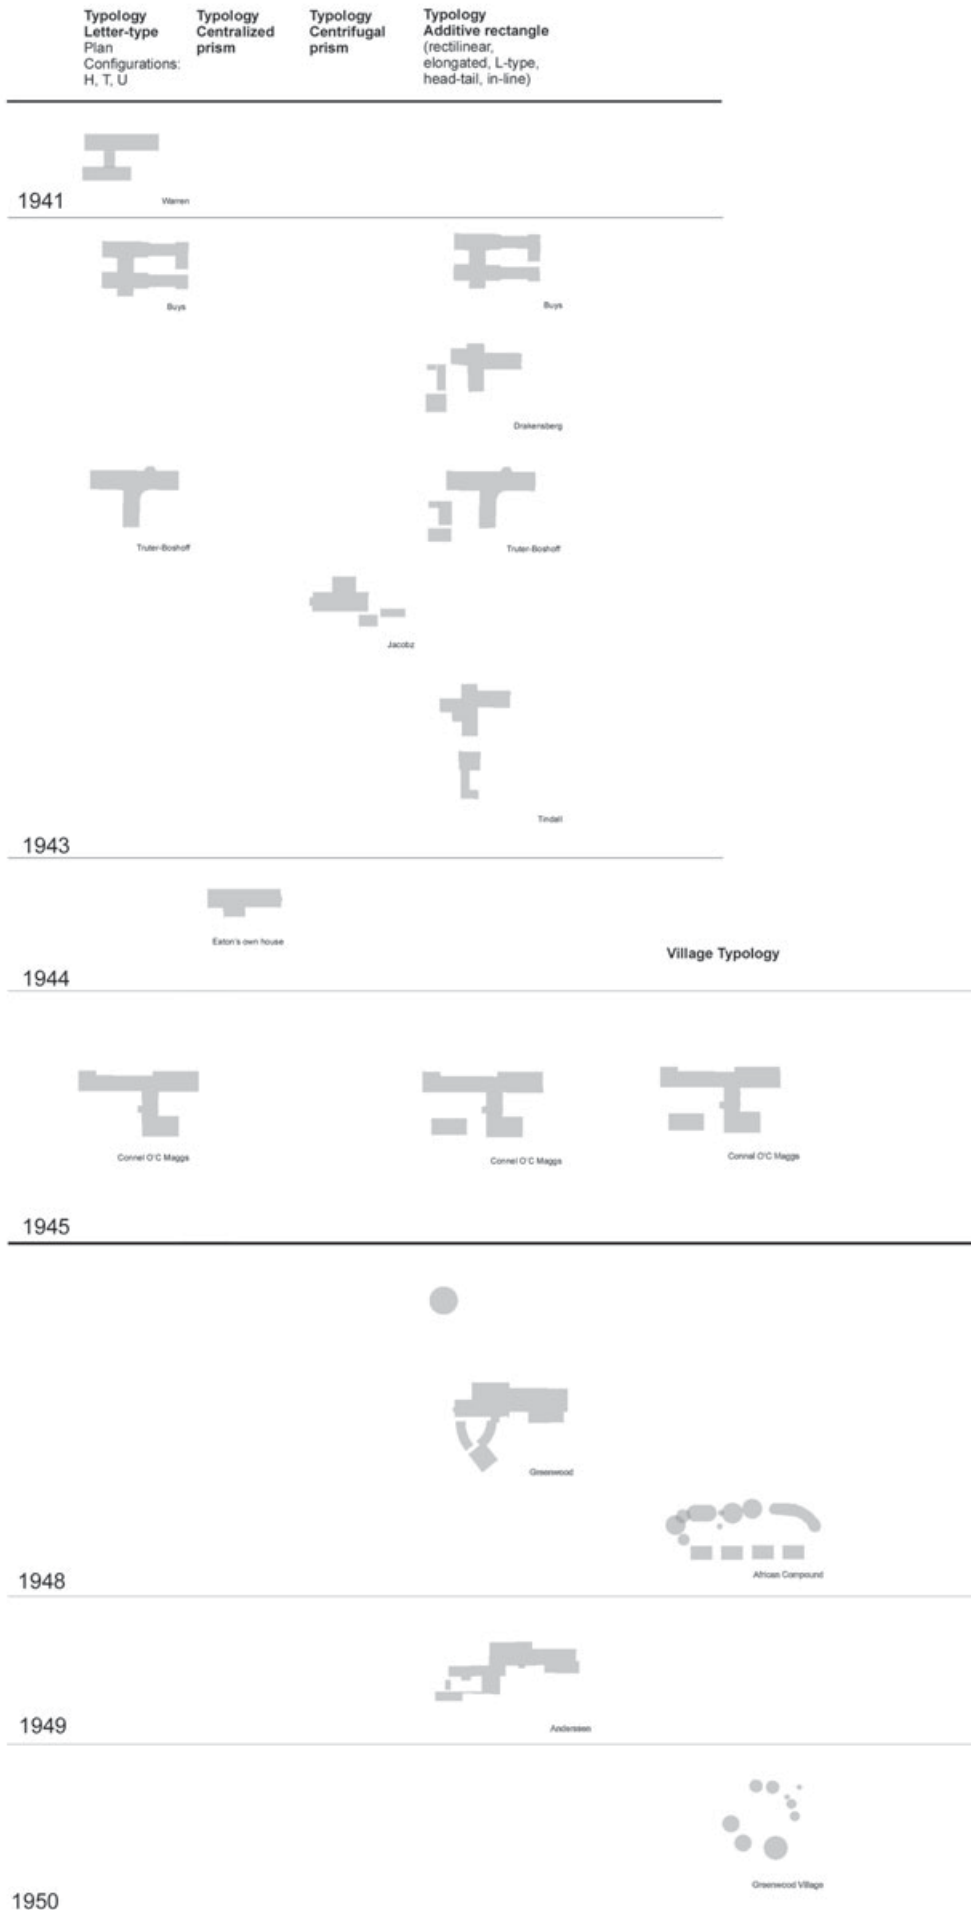 Typology
Letter-type
Plan
Configurations:
H, T, U
Typology
Centralized
prism
Typology
Centrifugal
prism
Typology
Additive rectangle
(rectilinear,
elongated, L-type,
head-tail, in-line)
Warren
1941
Buys
Buys
Drakensberg
Truter-Boshoff
Truter-Boshoff
Jacobz
Tindall
1943
Eaton's own house
Village Typology
1944
Connel O'C Maggs
Connel O'C Maggs
Connel O'C Maggs
1945
Greenwood
African Compound
1948
Anderssen
1949
Greenwood Village
1950